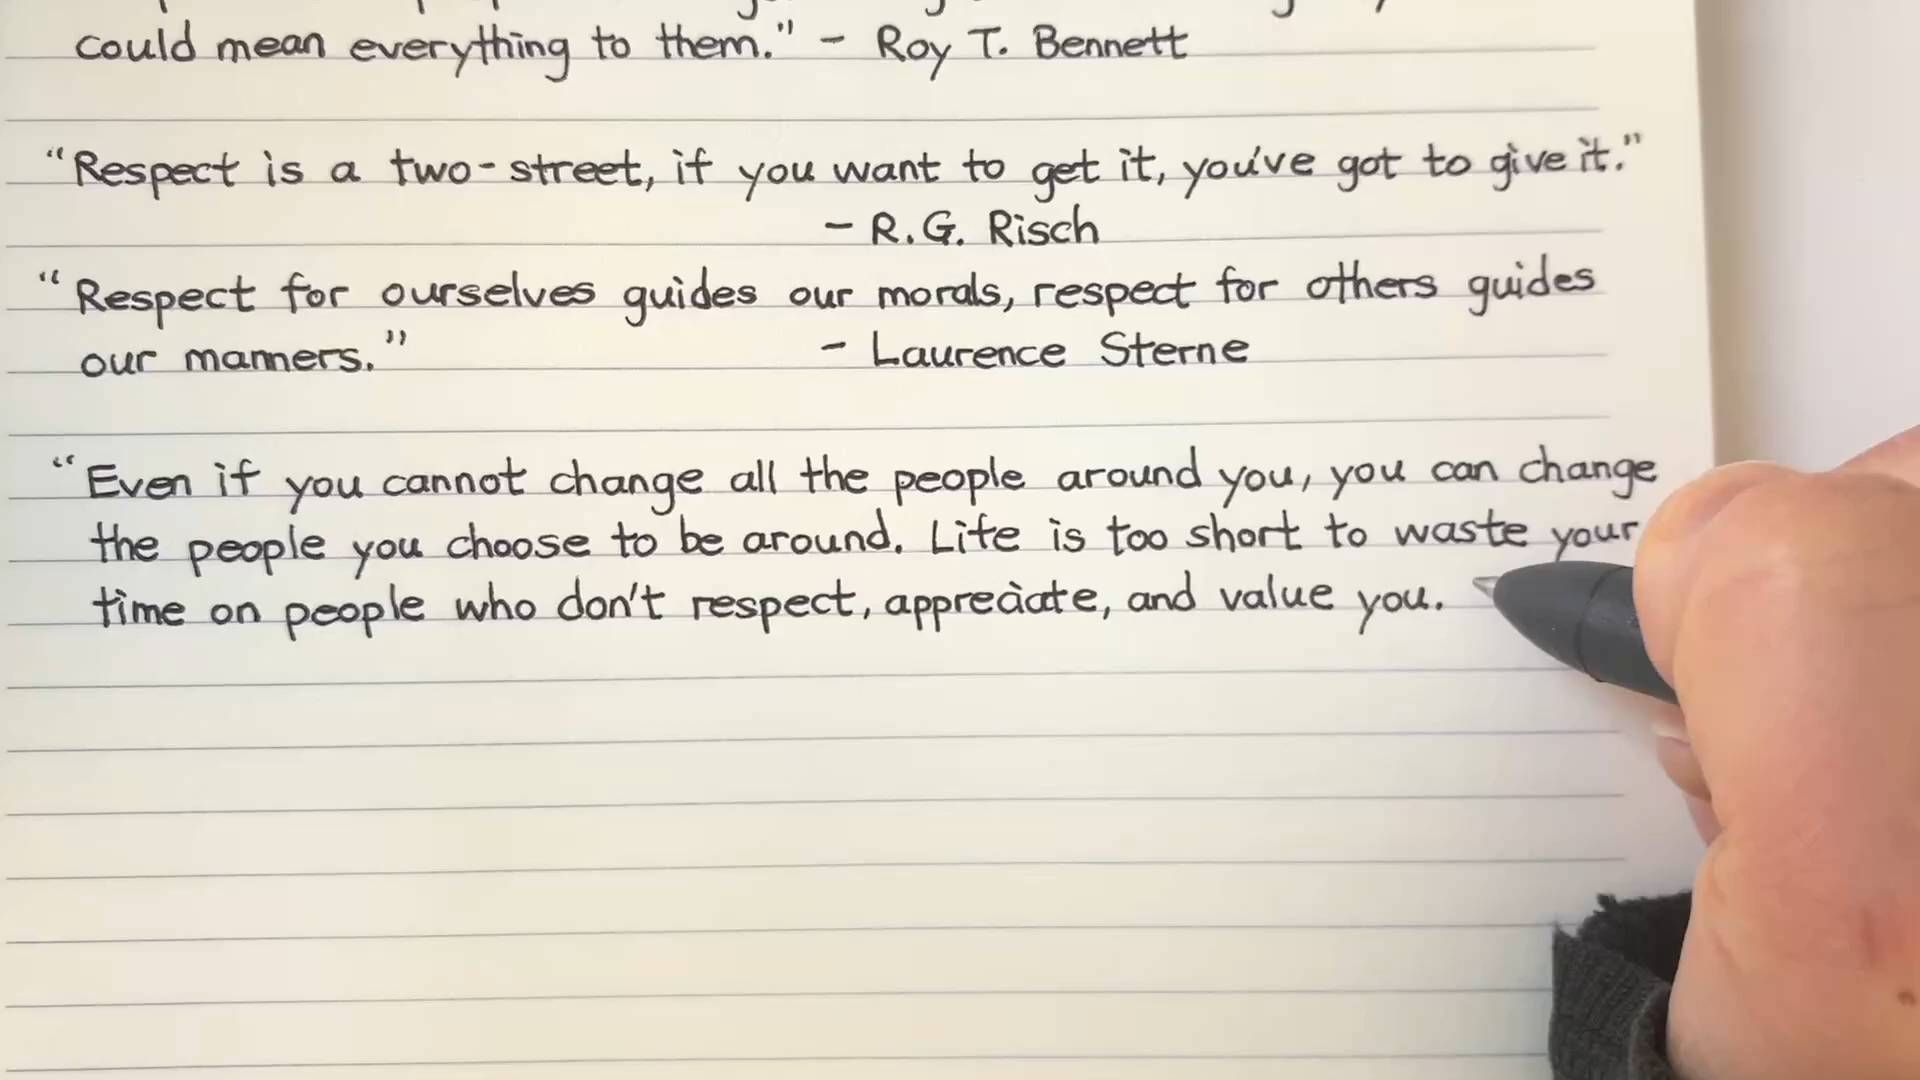 could mean everything to them." - Roy T. Bennett
"Respect is a two-street, if you want to get it, you've got to give it."
- R.G. Risch
"Respect for ourselves guides our morals, respect for others guides
our manners." - Laurence Sterne
"Even if you cannot change all the people around you, you can change
the people you choose to be around. Life is too short to waste your
time on people who don't respect, appreciate, and value you.